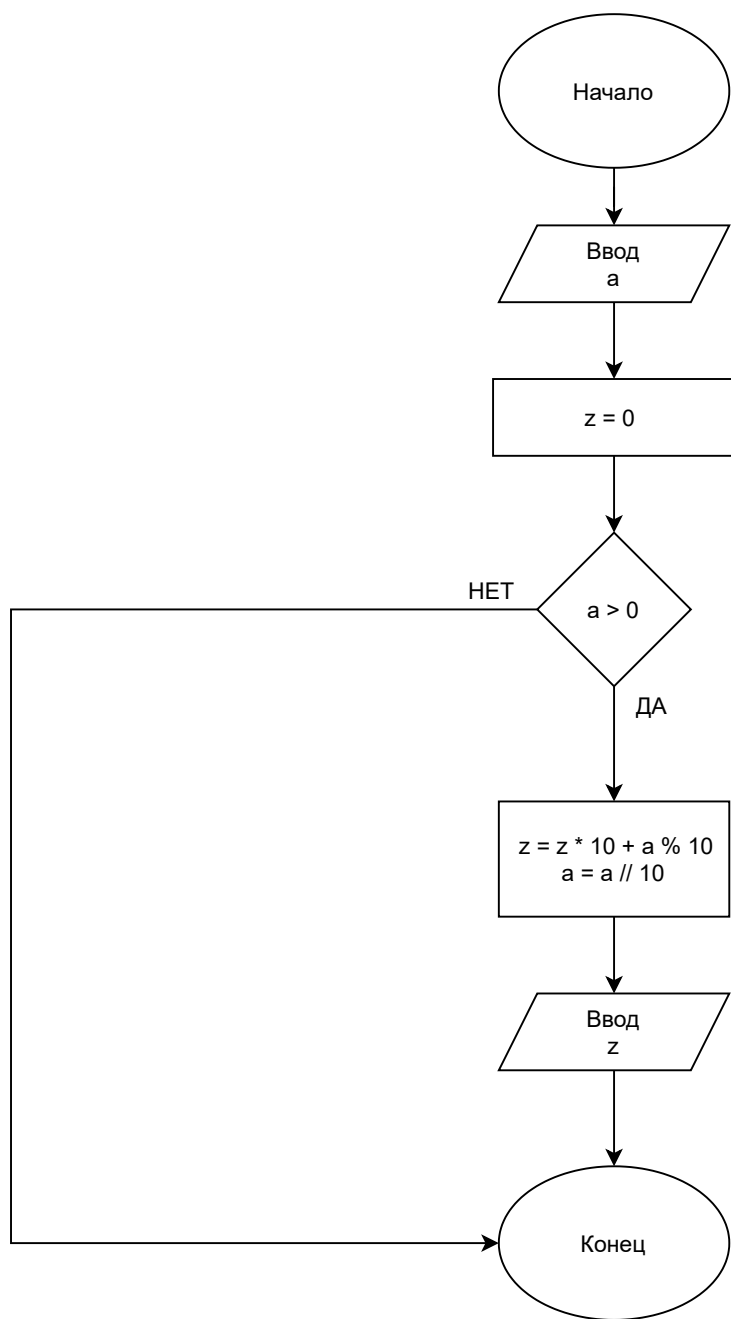 Начало
Ввод
a
z = 0
НЕТ
a > 0
ДА
z = z * 10 + a % 10
a = a // 10
Ввод
z
Конец